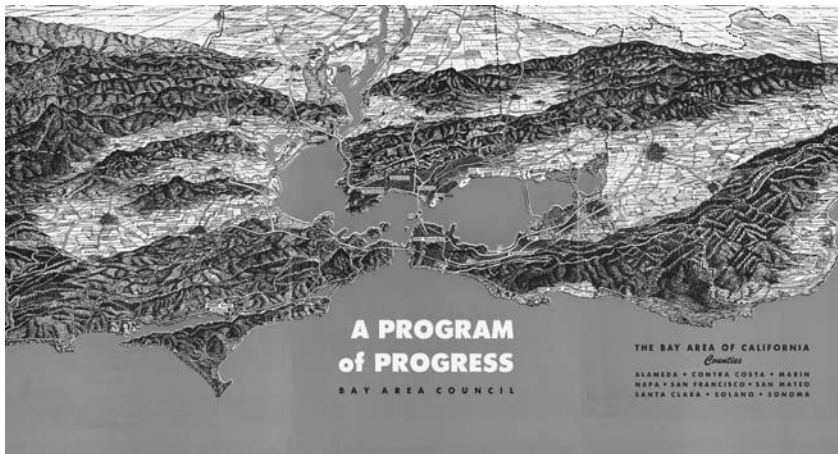 A PROGRAM
of PROGRESS
BAY AREA COUNCIL
THE BAY AREA OF CALIFORNIA
Counties
ALAMEDA • CONTRA COSTA • MARIN
NAPA • SAN FRANCISCO • SAN MATEO
SANTA CLARA • SOLANO • SONOMA